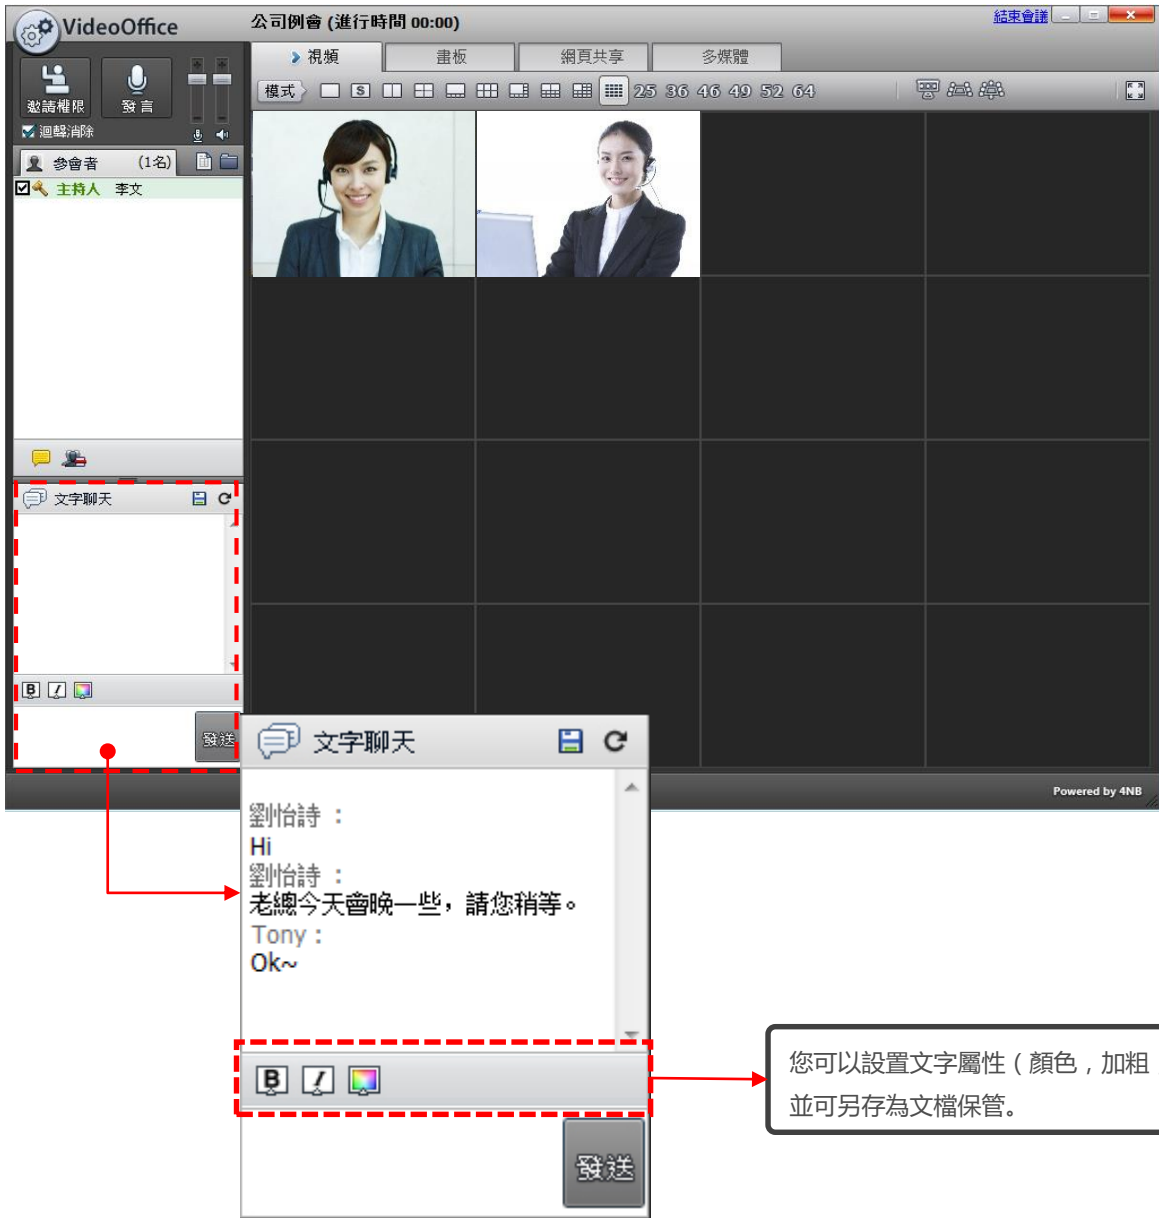 VideoOffice
公司例會 (進行時間 00:00)
結束會議
視頻
畫板
網頁共享
多媒體
邀請權限
發言
模式
S
25 36 46 49 52 64
迴聲消除
參會者 (1名)
主持人 李文
文字聊天
B I
發送
Powered by 4NB
文字聊天
劉怡詩 :
Hi
劉怡詩 :
老總今天會晚一些，請您稍等。
Tony :
Ok~
B I
發送
您可以設置文字屬性 ( 顏色 , 加粗
並可另存為文檔保管。